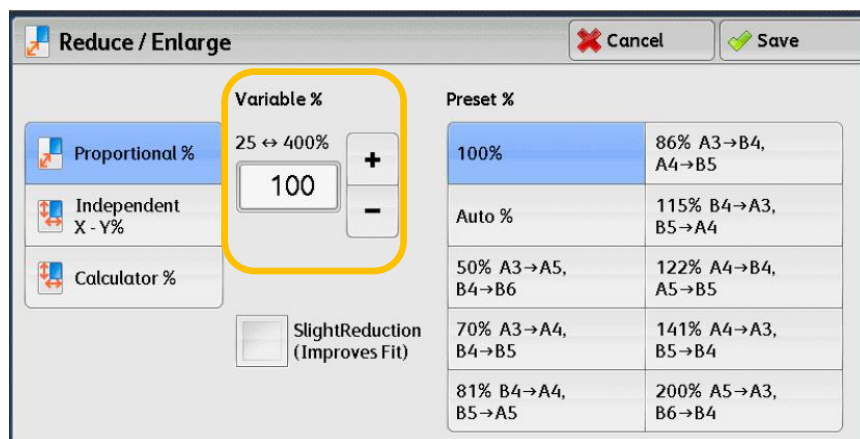 Reduce / Enlarge
Cancel
Save
Variable %
Preset %
Proportional %
Independent
X - Y%
Calculator %
25 ↔ 400%
100
+
−
SlightReduction
(Improves Fit)
100%
86% A3→B4,
A4→B5
Auto %
115% B4→A3,
B5→A4
50% A3→A5,
B4→B6
122% A4→B4,
A5→B5
70% A3→A4,
B4→B5
141% A4→A3,
B5→B4
81% B4→A4,
B5→A5
200% A5→A3,
B6→B4